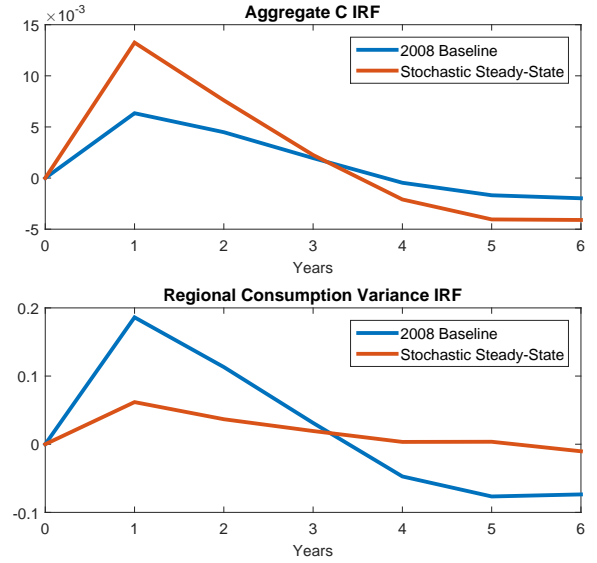 Aggregate C IRF
×10⁻³
15
10
5
0
-5
2008 Baseline
Stochastic Steady-State
0 1 2 3 4 5 6
Years
Regional Consumption Variance IRF
0.2
0.1
0
-0.1
2008 Baseline
Stochastic Steady-State
0 1 2 3 4 5 6
Years